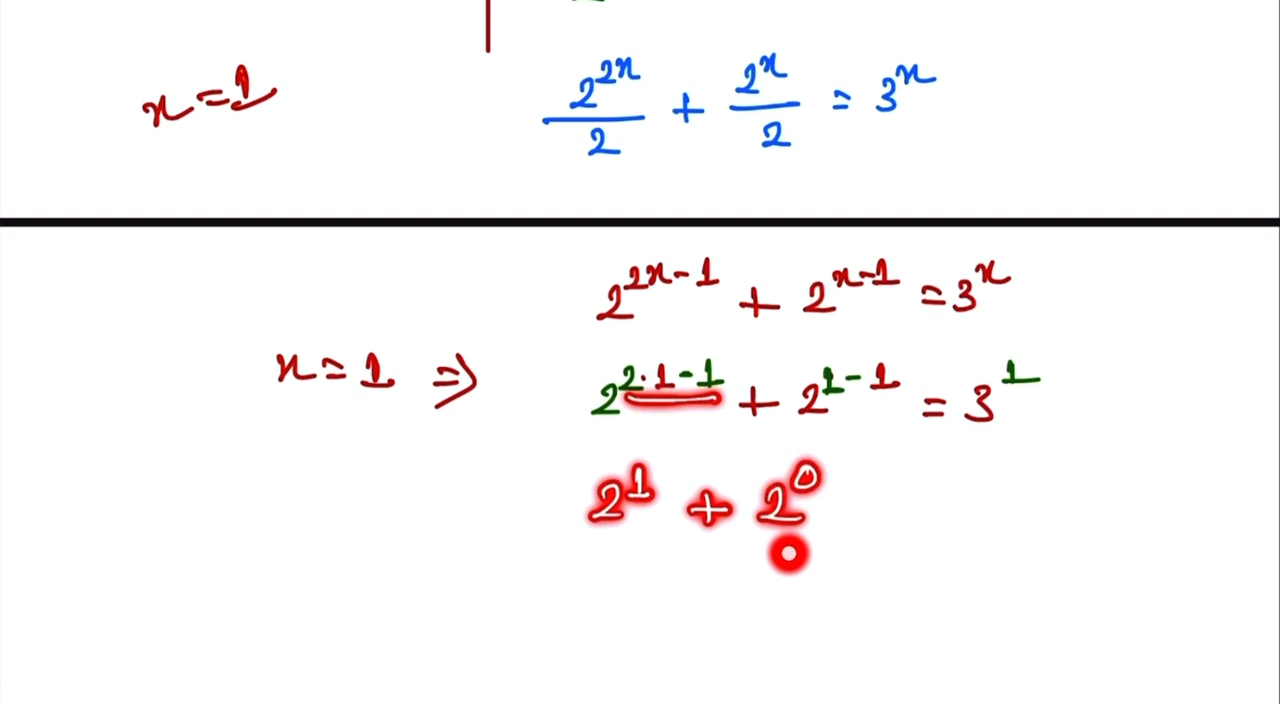 x = 1
2^{2x}/2 + 2^x/2 = 3^x
2^{2x-1} + 2^{x-1} = 3^x
x = 1 ⇒ 2^{2·1-1} + 2^{1-1} = 3^1
2^1 + 2^0